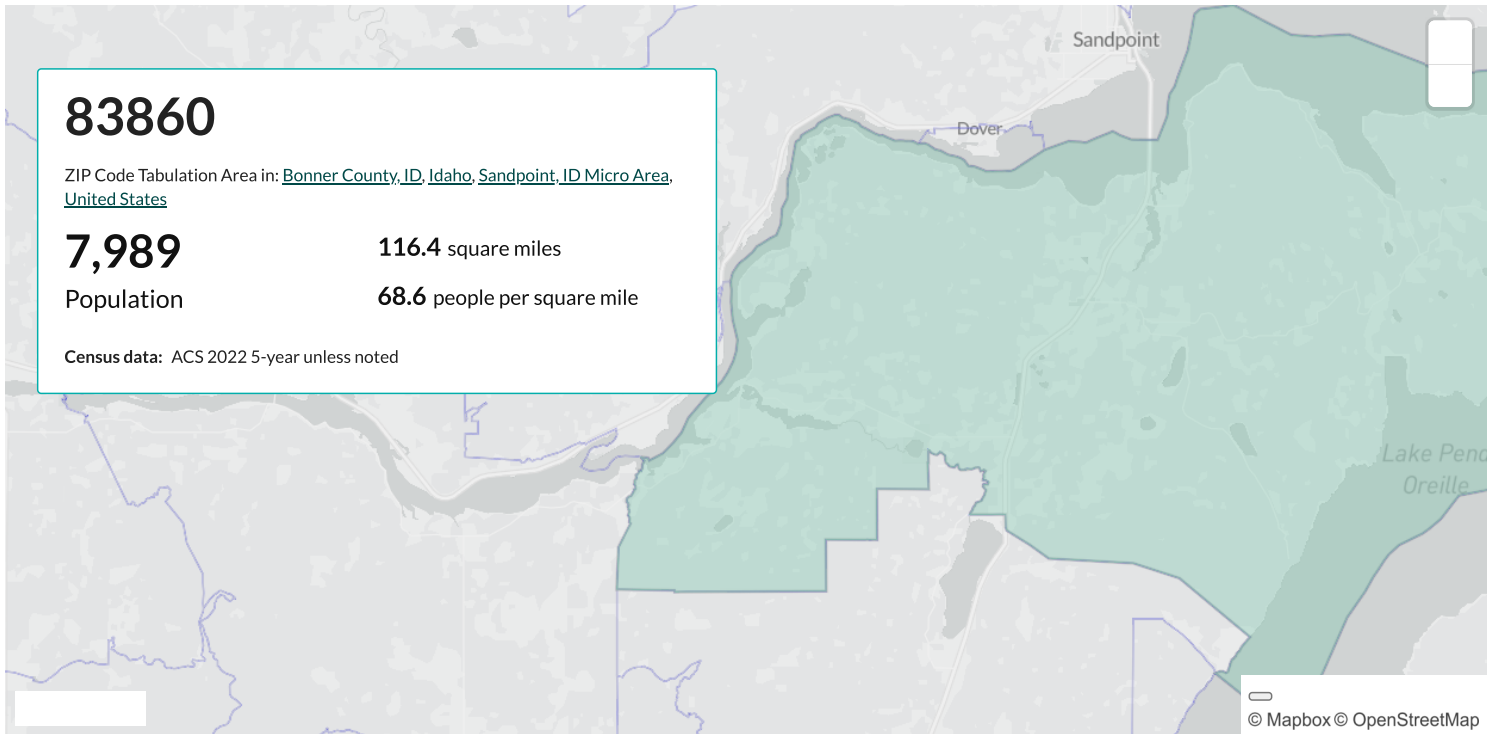 Sandpoint
83860
Dover
ZIP Code Tabulation Area in: Bonner County, ID, Idaho, Sandpoint, ID Micro Area,
United States
7,989
116.4 square miles
Population
68.6 people per square mile
Census data: ACS 2022 5-year unless noted
Lake Pend
Oreille
© Mapbox © OpenStreetMap